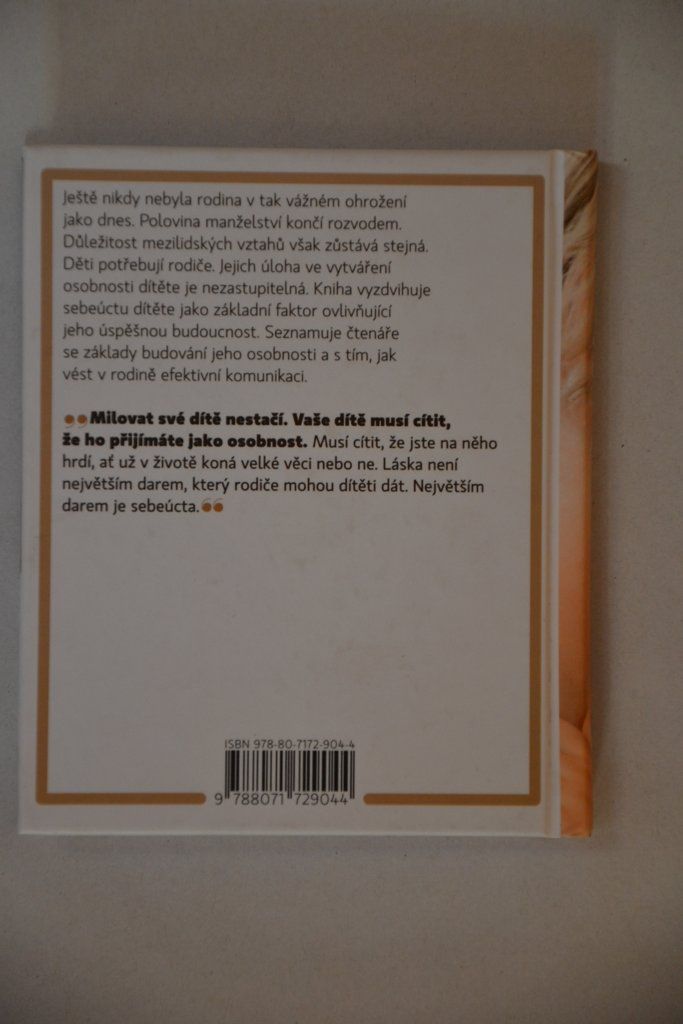 Ještě nikdy nebyla rodina v tak vážném ohrožení
jako dnes. Polovina manželství končí rozvodem.
Důležitost mezilidských vztahů však zůstává stejná.
Děti potřebují rodiče. Jejich úloha ve vytváření
osobnosti dítěte je nezastupitelná. Kniha vyzdvihuje
sebeúctu dítěte jako základní faktor ovlivňující
jeho úspěšnou budoucnost. Seznamuje čtenáře
se základy budování jeho osobnosti a s tím, jak
vést v rodině efektivní komunikaci.
„Milovat své dítě nestačí. Vaše dítě musí cítit,
že ho přijímáte jako osobnost. Musí cítit, že jste na něho
hrdí, ať už v životě koná velké věci nebo ne. Láska není
největším darem, který rodiče mohou dítěti dát. Největším
darem je sebeúcta.“
ISBN 978-80-7172-904-4
9 788071 729044